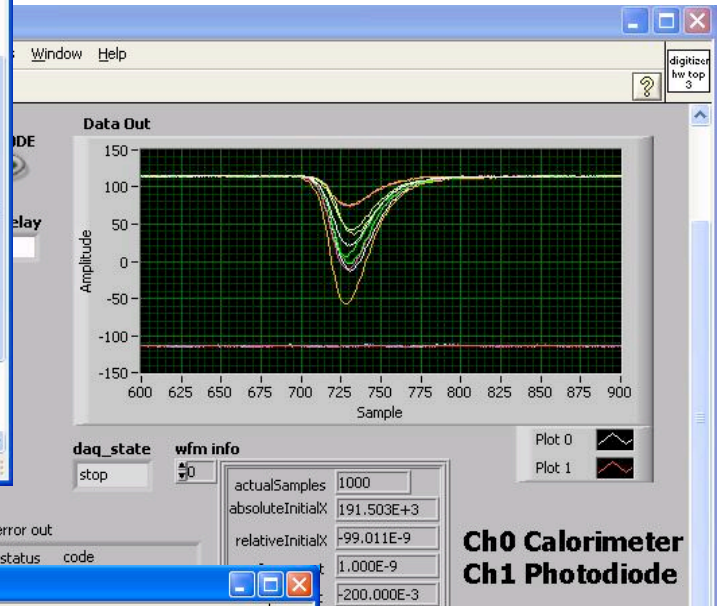 Window Help
digitizer
hw top
3
Data Out
ODE
elay
150
100
50
0
-50
-100
-150
Amplitude
600 625 650 675 700 725 750 775 800 825 850 875 900
Sample
Plot 0
Plot 1
daq_state wfm info
stop 0
actualSamples 1000
absoluteInitialX 191.503E+3
relativeInitialX -99.011E-9
1.000E-9
-200.000E-3
error out
status code
Ch0 Calorimeter
Ch1 Photodiode